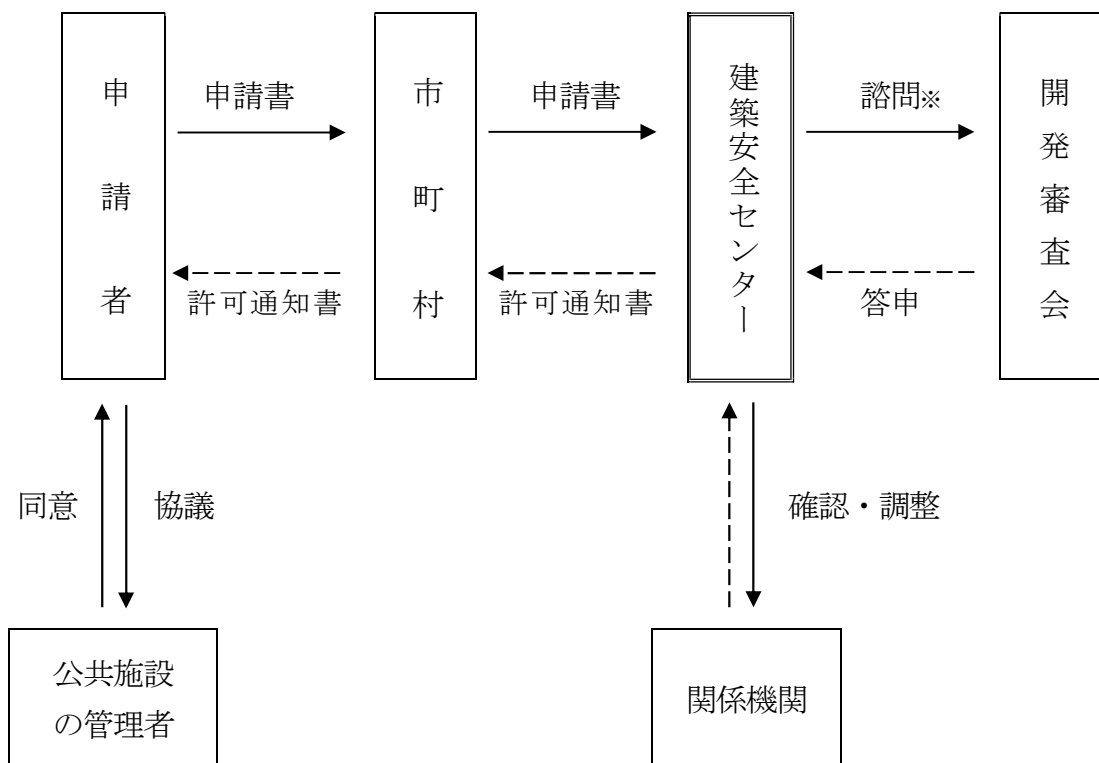 申請者
申請書
市町村
申請書
建築安全センター
諮問※
開発審査会
許可通知書
許可通知書
答申
同意
協議
確認・調整
公共施設
の管理者
関係機関